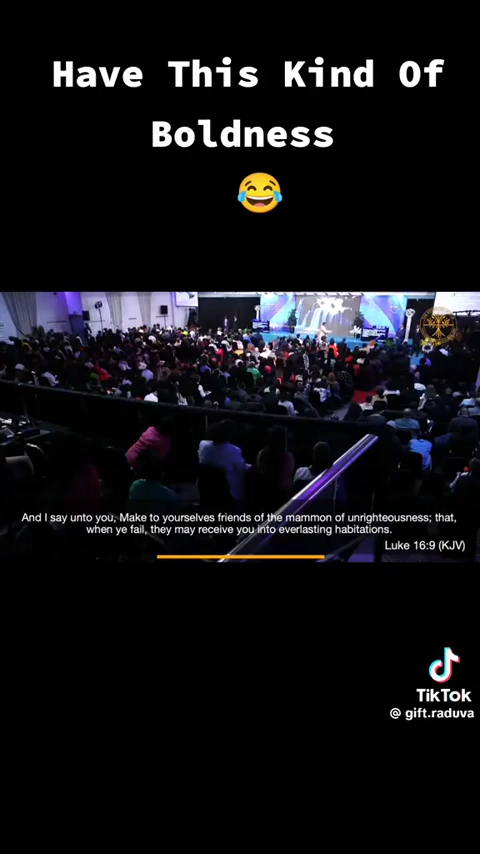 Have This Kind Of
Boldness
😂
And I say unto you, Make to yourselves friends of the mammon of unrighteousness; that,
when ye fail, they may receive you into everlasting habitations.
Luke 16:9 (KJV)
TikTok
@ gift.raduva